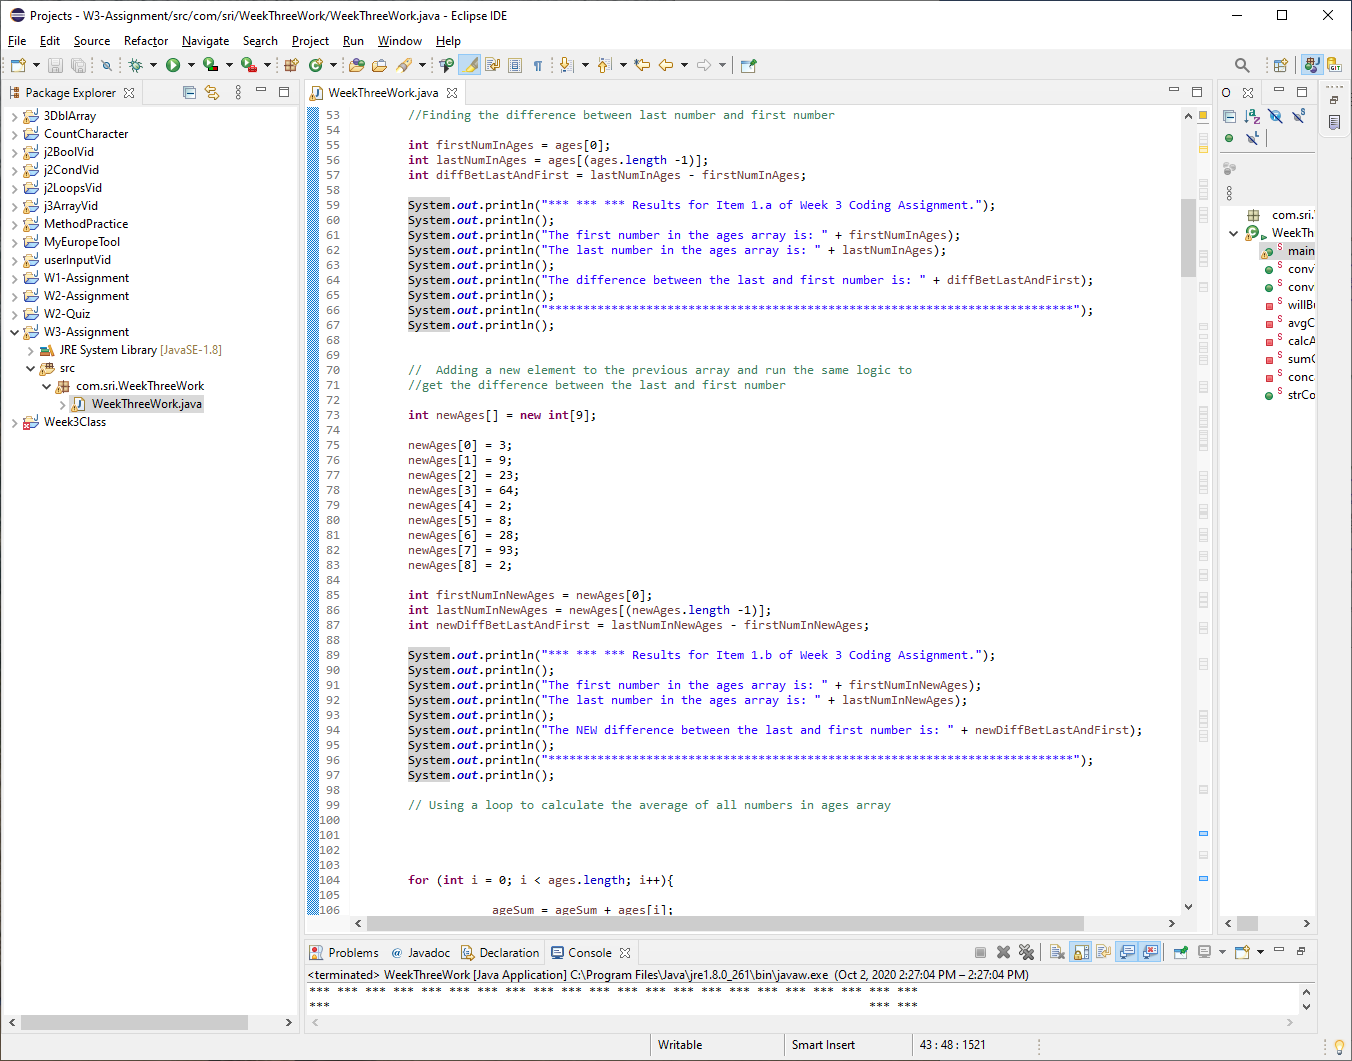 Projects - W3-Assignment/src/com/sri/WeekThreeWork/WeekThreeWork.java - Eclipse IDE
File Edit Source Refactor Navigate Search Project Run Window Help
Package Explorer
3DblArray
CountCharacter
j2BoolVid
j2CondVid
j2LoopsVid
j3ArrayVid
MethodPractice
MyEuropeTool
userInputVid
W1-Assignment
W2-Assignment
W2-Quiz
W3-Assignment
JRE System Library [JavaSE-1.8]
src
com.sri.WeekThreeWork
WeekThreeWork.java
Week3Class
WeekThreeWork.java
53 //Finding the difference between last number and first number
54
55 int firstNumInAges = ages[0];
56 int lastNumInAges = ages[(ages.length -1)];
57 int diffBetLastAndFirst = lastNumInAges - firstNumInAges;
58
59 System.out.println("*** *** *** Results for Item 1.a of Week 3 Coding Assignment.");
60 System.out.println();
61 System.out.println("The first number in the ages array is: " + firstNumInAges);
62 System.out.println("The last number in the ages array is: " + lastNumInAges);
63 System.out.println();
64 System.out.println("The difference between the last and first number is: " + diffBetLastAndFirst);
65 System.out.println();
66 System.out.println("***************************************************************************");
67 System.out.println();
68
69
70 //  Adding a new element to the previous array and run the same logic to
71 //get the difference between the last and first number
72
73 int newAges[] = new int[9];
74
75 newAges[0] = 3;
76 newAges[1] = 9;
77 newAges[2] = 23;
78 newAges[3] = 64;
79 newAges[4] = 2;
80 newAges[5] = 8;
81 newAges[6] = 28;
82 newAges[7] = 93;
83 newAges[8] = 2;
84
85 int firstNumInNewAges = newAges[0];
86 int lastNumInNewAges = newAges[(newAges.length -1)];
87 int newDiffBetLastAndFirst = lastNumInNewAges - firstNumInNewAges;
88
89 System.out.println("*** *** *** Results for Item 1.b of Week 3 Coding Assignment.");
90 System.out.println();
91 System.out.println("The first number in the ages array is: " + firstNumInNewAges);
92 System.out.println("The last number in the ages array is: " + lastNumInNewAges);
93 System.out.println();
94 System.out.println("The NEW difference between the last and first number is: " + newDiffBetLastAndFirst);
95 System.out.println();
96 System.out.println("***************************************************************************");
97 System.out.println();
98
99 // Using a loop to calculate the average of all numbers in ages array
100
101
102
103
104 for (int i = 0; i < ages.length; i++){
105
106 ageSum = ageSum + ages[i];
O
com.sri.
WeekTh
main
conv
conv
willBu
avgC
calcA
sumC
conca
strCo
Problems @ Javadoc Declaration Console
<terminated> WeekThreeWork [Java Application] C:\Program Files\Java\jre1.8.0_261\bin\javaw.exe (Oct 2, 2020 2:27:04 PM – 2:27:04 PM)
*** *** *** *** *** *** *** *** *** *** *** *** *** *** *** *** *** *** *** *** *** ***
*** *** ***
Writable Smart Insert 43 : 48 : 1521